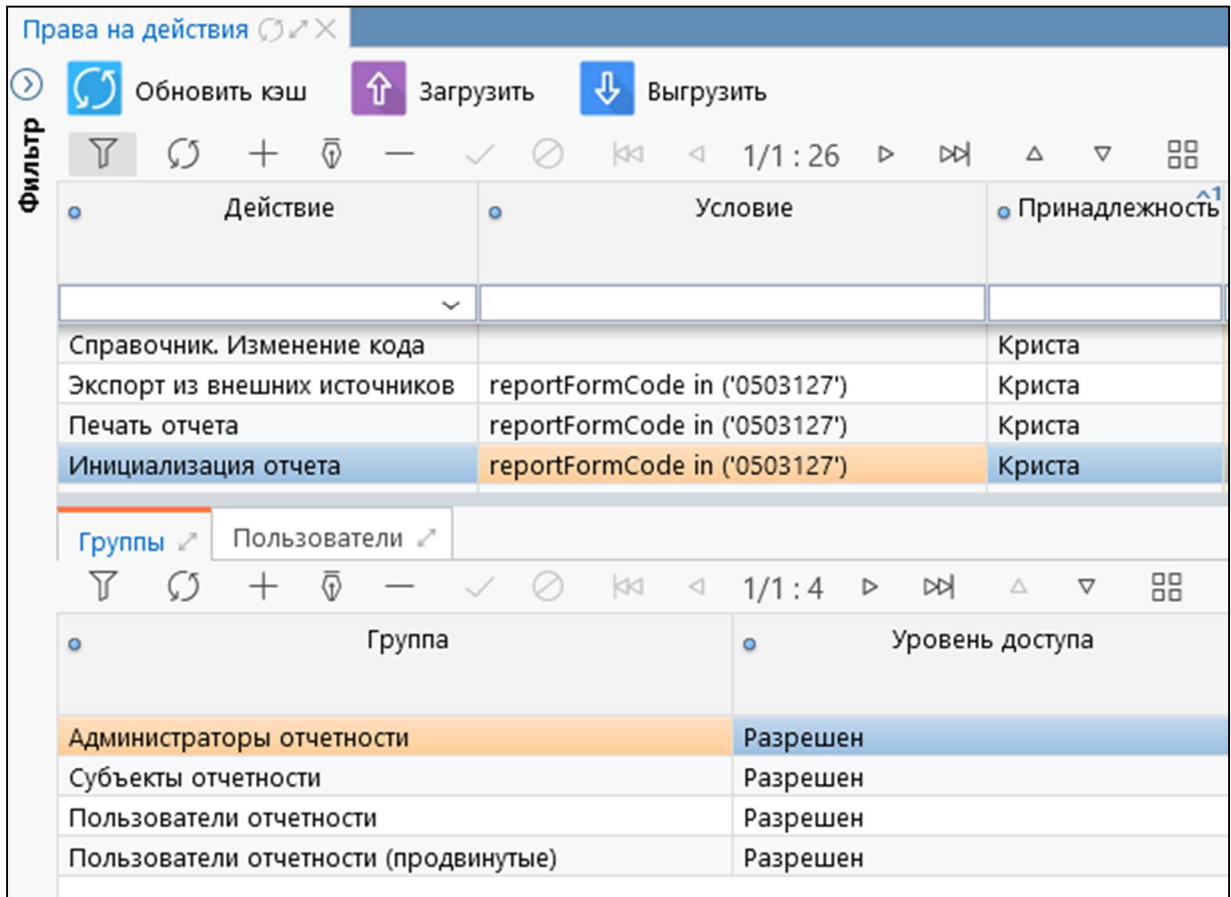 Права на действия
Обновить кэш Загрузить Выгрузить
Фильтр
1/1 : 26
Действие Условие Принадлежность ^1
Справочник. Изменение кода Криста
Экспорт из внешних источников reportFormCode in ('0503127') Криста
Печать отчета reportFormCode in ('0503127') Криста
Инициализация отчета reportFormCode in ('0503127') Криста
Группы Пользователи
1/1 : 4
Группа Уровень доступа
Администраторы отчетности Разрешен
Субъекты отчетности Разрешен
Пользователи отчетности Разрешен
Пользователи отчетности (продвинутые) Разрешен